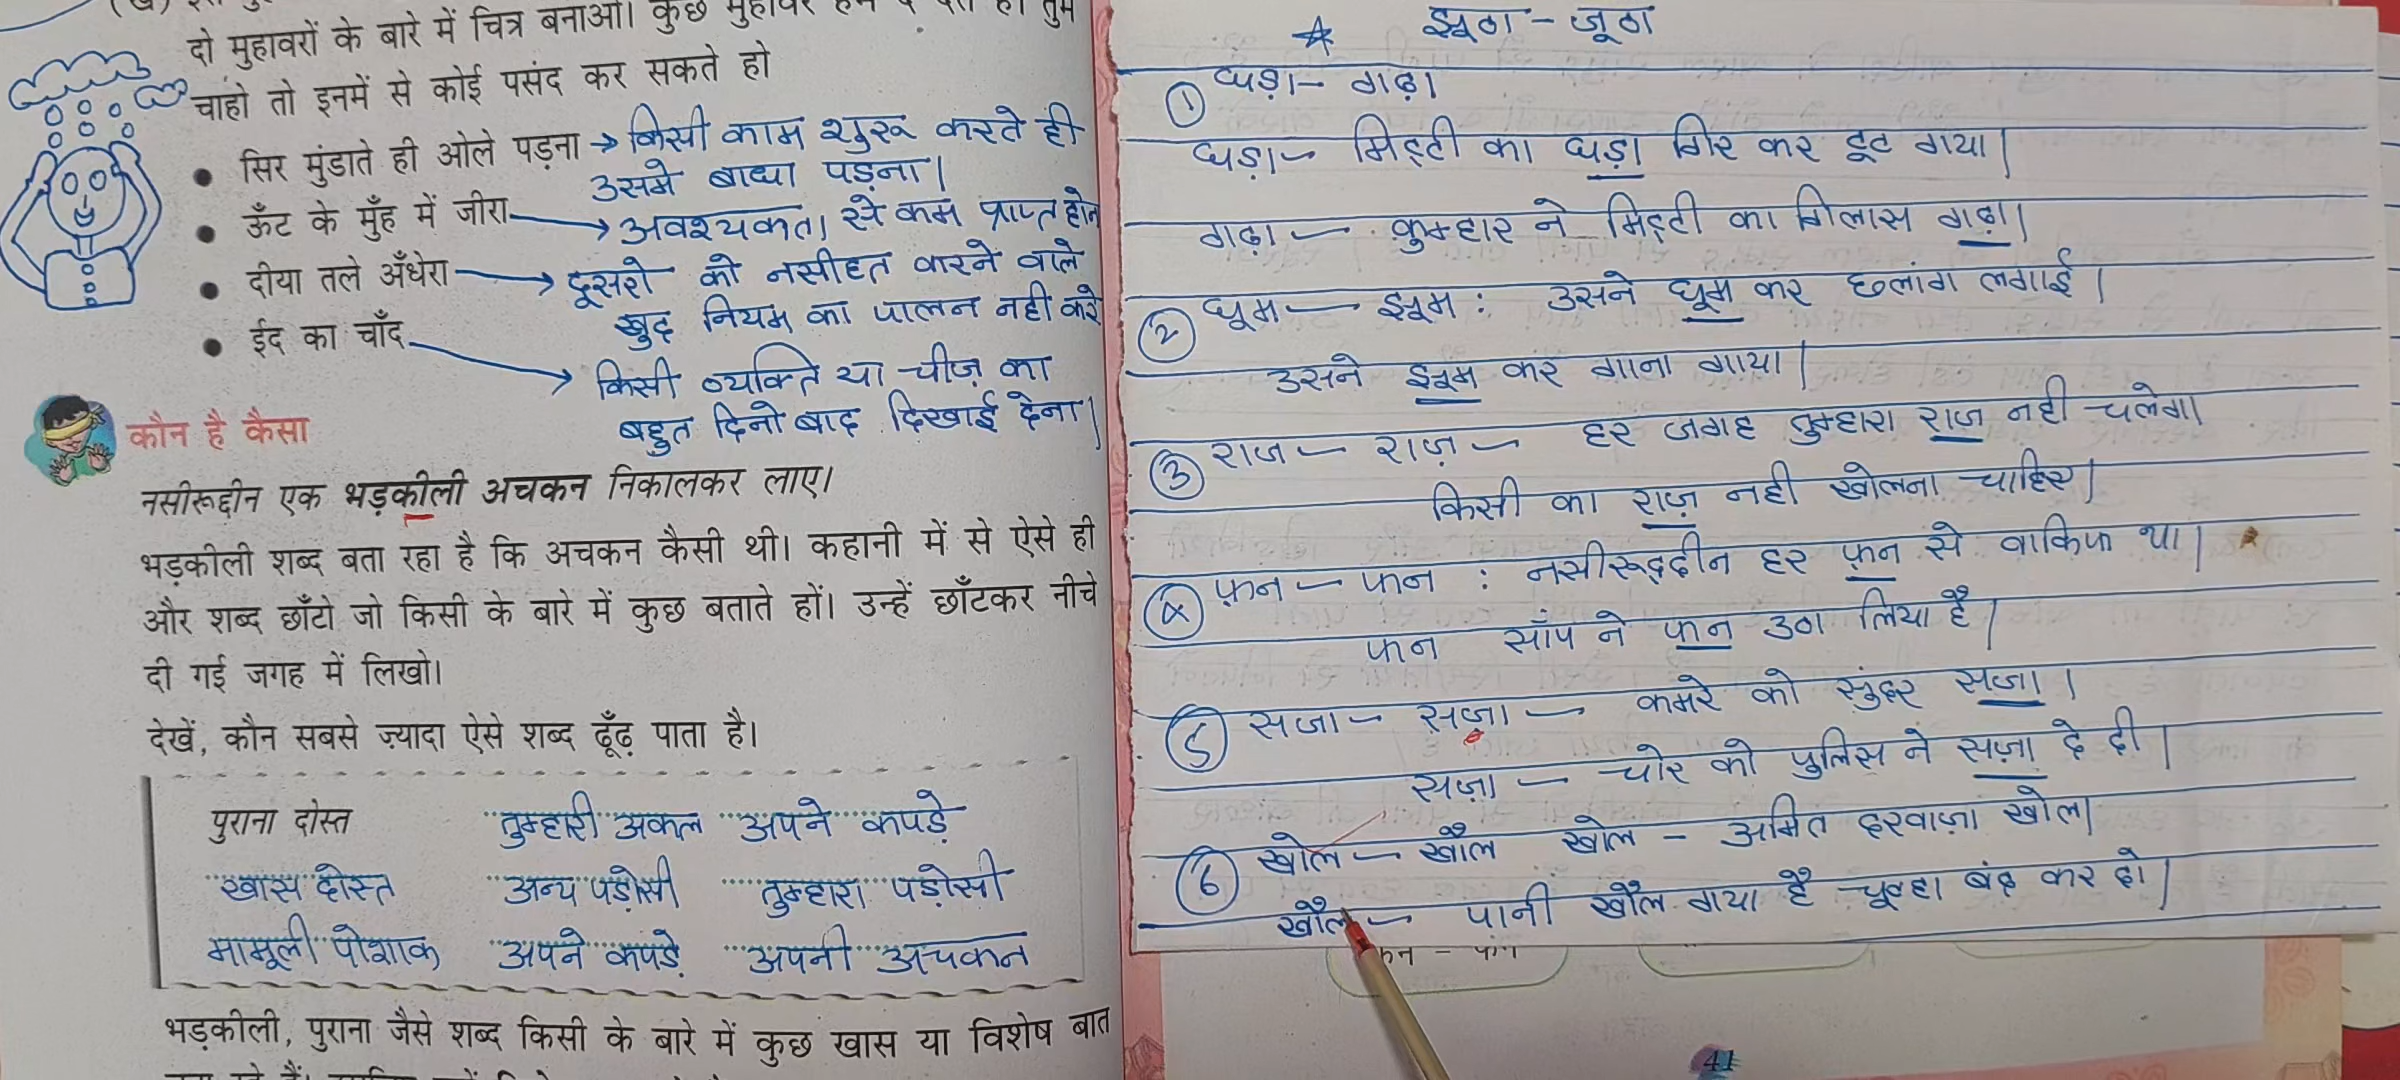 दो मुहावरों के बारे में चित्र बनाओ। कुछ मुहावरे हम दे देते हैं। तुम
चाहो तो इनमें से कोई पसंद कर सकते हो
• सिर मुंडाते ही ओले पड़ना → किसी काम शुरू करते ही
उसमे बाधा पड़ना।
• ऊँट के मुँह में जीरा → अवश्यकता से कम प्राप्त होन
• दीया तले अँधेरा → दूसरो को नसीहत करने वाले
खुद नियम का पालन नही करे
• ईद का चाँद → किसी व्यक्ति या चीज़ का
बहुत दिनो बाद दिखाई देना।
कौन है कैसा
नसीरूद्दीन एक भड़कीली अचकन निकालकर लाए।
भड़कीली शब्द बता रहा है कि अचकन कैसी थी। कहानी में से ऐसे ही
और शब्द छाँटो जो किसी के बारे में कुछ बताते हों। उन्हें छाँटकर नीचे
दी गई जगह में लिखो।
देखें, कौन सबसे ज़्यादा ऐसे शब्द ढूँढ़ पाता है।
पुराना दोस्त तुम्हारी अकल अपने कपड़े
खास दोस्त अन्य पड़ोसी तुम्हारा पड़ोसी
मामूली पोशाक अपने कपड़े अपनी अचकन
भड़कीली, पुराना जैसे शब्द किसी के बारे में कुछ खास या विशेष बात
☆ झूठा - जूठा
① घड़ा - गढ़ा
घड़ा - मिट्टी का घड़ा गिर कर टूट गया।
गढ़ा - कुम्हार ने मिट्टी का गिलास गढ़ा।
② घूम - झूम : उसने घूम कर छलांग लगाई।
उसने झूम कर गाना गाया।
③ राज - राज़ - हर जगह तुम्हारा राज नही चलेगा
किसी का राज़ नही खोलना चाहिए।
④ फ़न - फन : नसीरूद्दीन हर फ़न से वाकिफ था।
फन साँप ने फन उठा लिया है।
⑤ सजा - सज़ा - कमरे को सुंदर सजा।
सज़ा - चोर को पुलिस ने सज़ा दे दी।
⑥ खोल - खौल खोल - अमित दरवाज़ा खोल।
खौल - पानी खौल गया है चूल्हा बंद कर दो।
फन - फन
41